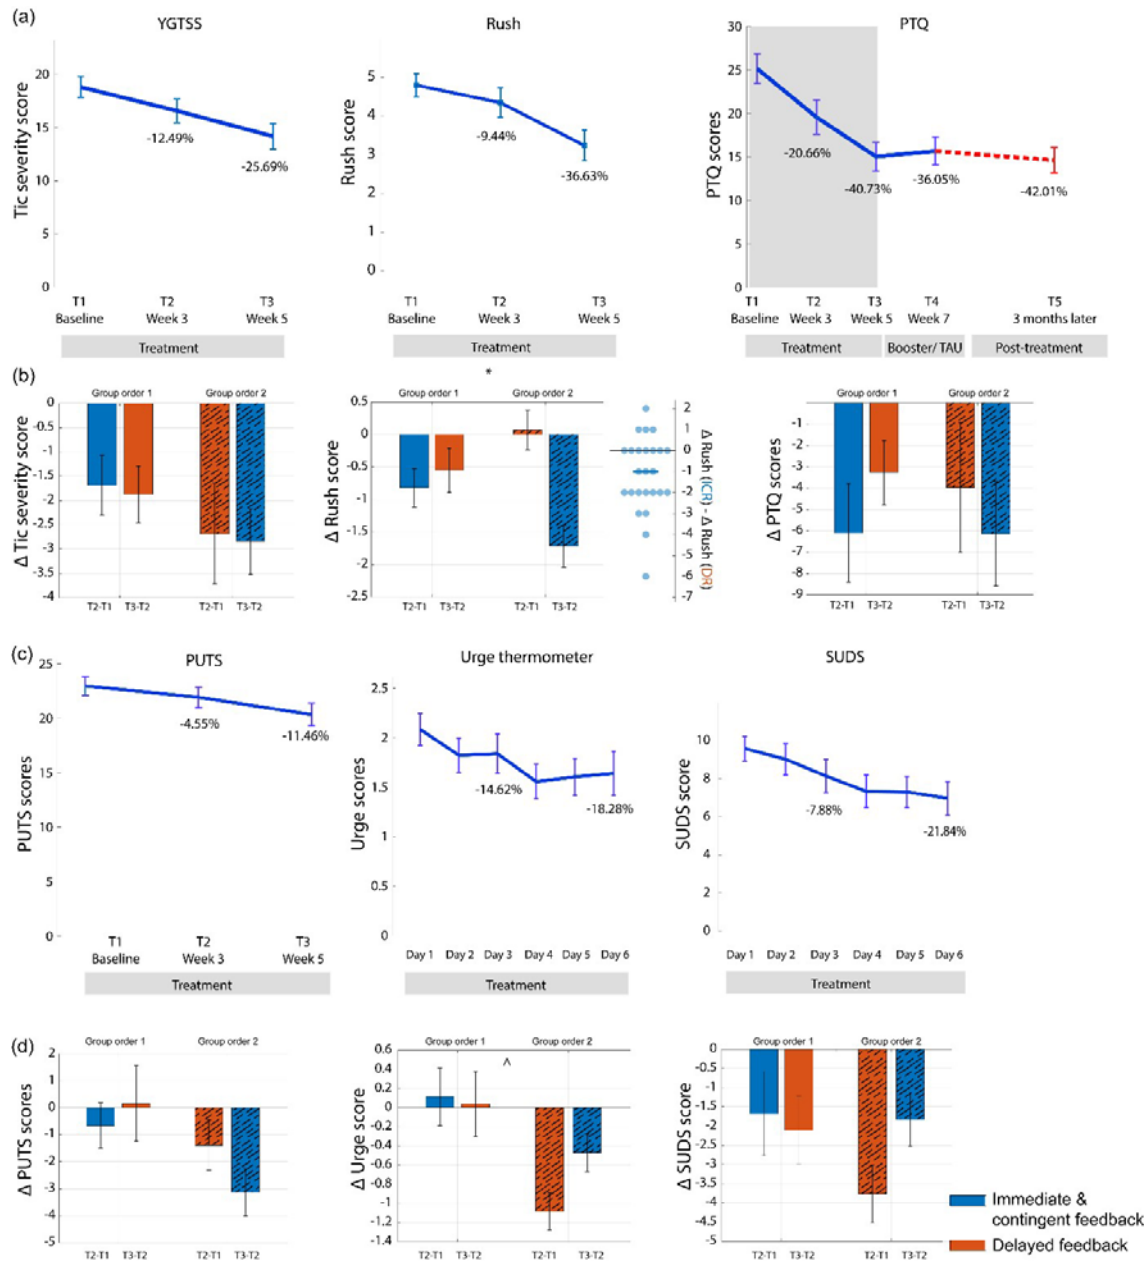 (a)
YGTSS
Rush
PTQ
Tic severity score
20
15
10
5
0
-12.49%
-25.69%
T1 T2 T3
Baseline Week 3 Week 5
Treatment
Rush score
5
4
3
2
1
0
-9.44%
-36.63%
T1 T2 T3
Baseline Week 3 Week 5
Treatment
PTQ scores
30
25
20
15
10
5
0
-20.66%
-40.73%
-36.05%
-42.01%
T1 T2 T3 T4 T5
Baseline Week 3 Week 5 Week 7 3 months later
Treatment Booster/ TAU Post-treatment
(b)
Group order 1 Group order 2
Δ Tic severity score
0
-0.5
-1
-1.5
-2
-2.5
-3
-3.5
-4
T2-T1 T3-T2 T2-T1 T3-T2
*
Group order 1 Group order 2
Δ Rush score
0.5
0
-0.5
-1
-1.5
-2
-2.5
T2-T1 T3-T2 T2-T1 T3-T2
2
1
0
-1
-2
-3
-4
-5
-6
-7
Δ Rush (ICR) - Δ Rush (DR)
Group order 1 Group order 2
Δ PTQ scores
-1
-2
-3
-4
-5
-6
-7
-8
-9
T2-T1 T3-T2 T2-T1 T3-T2
(c)
PUTS
Urge thermometer
SUDS
PUTS scores
25
20
15
10
5
0
-4.55%
-11.46%
T1 T2 T3
Baseline Week 3 Week 5
Treatment
Urge scores
2.5
2
1.5
1
0.5
0
-14.62%
-18.28%
Day 1 Day 2 Day 3 Day 4 Day 5 Day 6
Treatment
SUDS score
10
8
6
4
2
0
-7.88%
-21.84%
Day 1 Day 2 Day 3 Day 4 Day 5 Day 6
Treatment
(d)
Group order 1 Group order 2
Δ PUTS scores
2
1
0
-1
-2
-3
-4
-5
T2-T1 T3-T2 T2-T1 T3-T2
Group order 1 Group order 2
^
Δ Urge score
0.6
0.4
0.2
0
-0.2
-0.4
-0.6
-0.8
-1
-1.2
-1.4
T2-T1 T3-T2 T2-T1 T3-T2
Group order 1 Group order 2
Δ SUDS score
0
-0.5
-1
-1.5
-2
-2.5
-3
-3.5
-4
-4.5
-5
T2-T1 T3-T2 T2-T1 T3-T2
Immediate &
contingent feedback
Delayed feedback